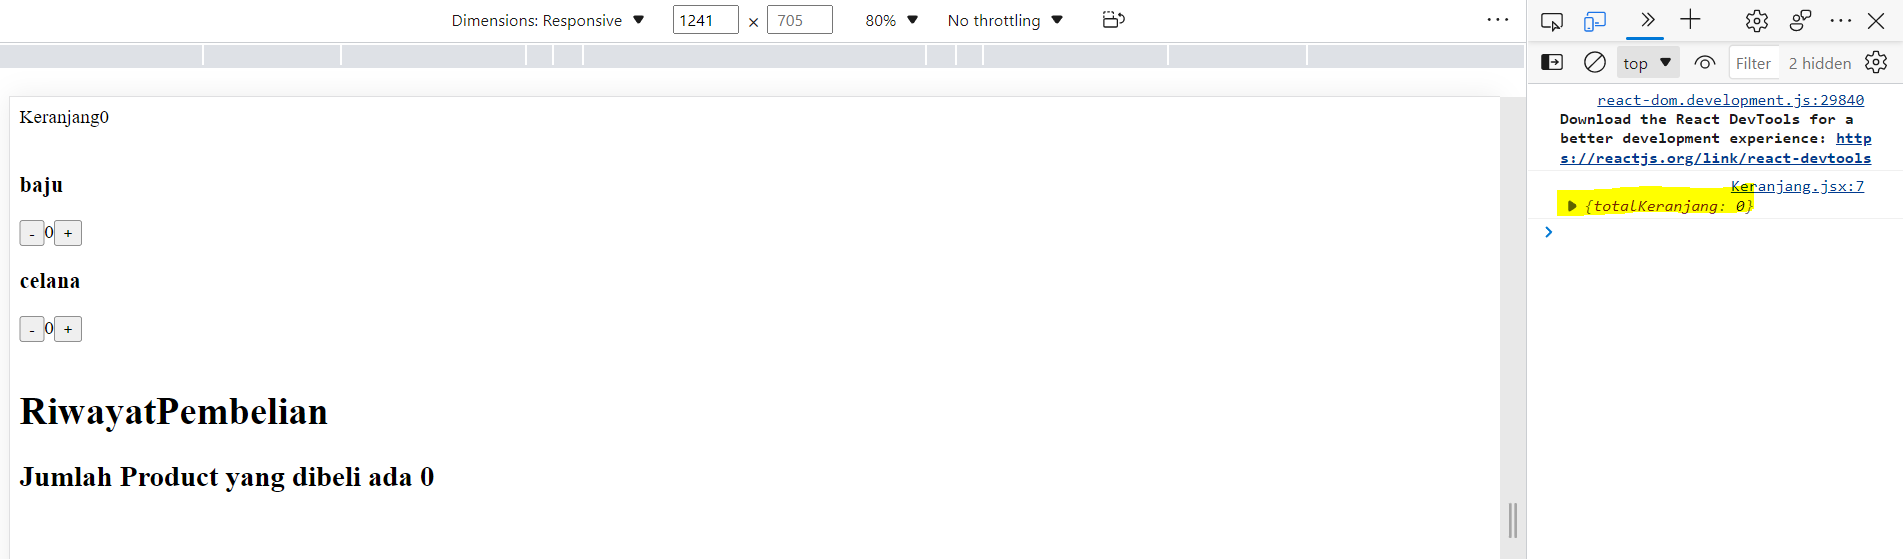 Dimensions: Responsive ▼ 1241 × 705 80% ▼ No throttling ▼ ...
top ▼ Filter 2 hidden
Keranjang0
baju
- 0 +
celana
- 0 +
RiwayatPembelian
Jumlah Product yang dibeli ada 0
react-dom.development.js:29840
Download the React DevTools for a
better development experience: http
s://reactjs.org/link/react-devtools
Keranjang.jsx:7
▶ {totalKeranjang: 0}